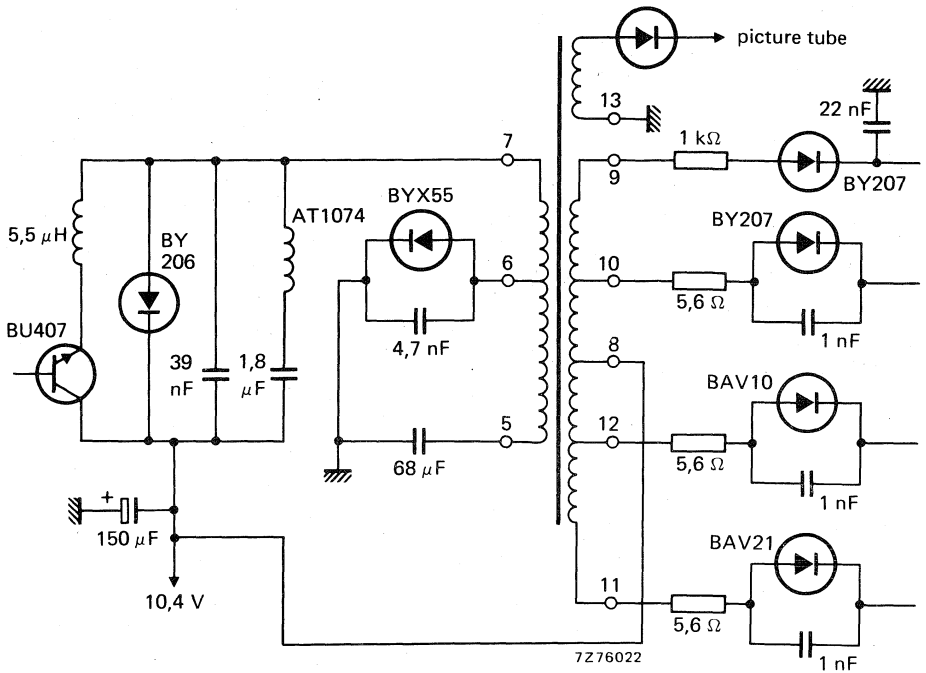 picture tube
13
22 nF
7
1 kΩ
9
BY207
BYX55
AT1074
BY207
5,5 μH
BY
206
6
10
5,6 Ω
BU407
4,7 nF
1 nF
39
nF
1,8
μF
8
BAV10
5
12
68 μF
5,6 Ω
1 nF
+
150 μF
BAV21
10,4 V
11
5,6 Ω
7Z76022
1 nF